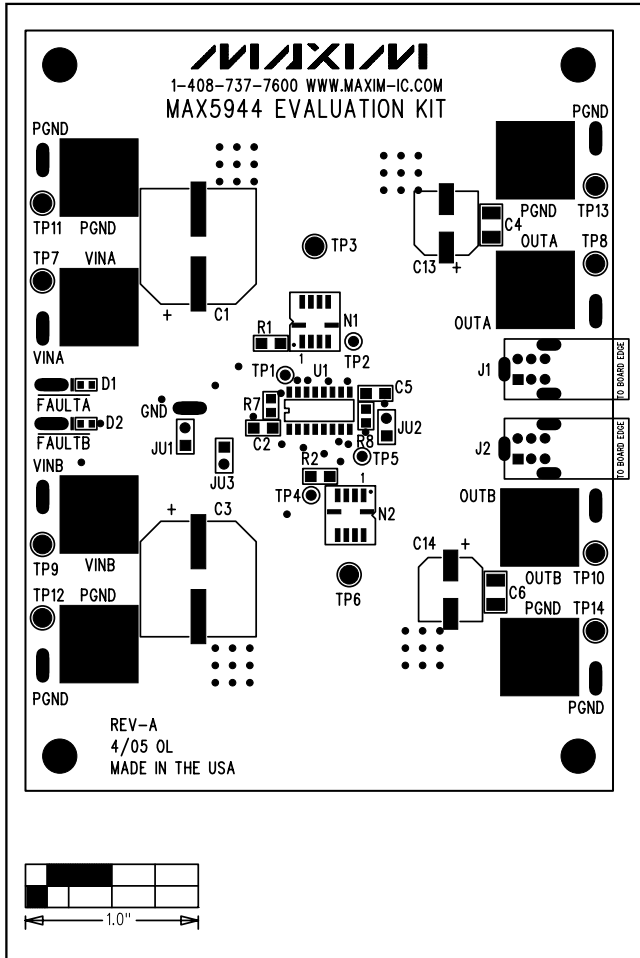 MAXIM
1-408-737-7600 WWW.MAXIM-IC.COM
MAX5944 EVALUATION KIT
PGND
PGND
TP11
PGND
PGND
TP13
TP7
VINA
C4
OUTA
TP8
TP3
C13
+
+
C1
N1
OUTA
VINA
R1
1
TP2
J1
TO BOARD EDGE
TP1
U1
D1
FAULTA
C5
GND
R7
D2
FAULTB
JU1
C2
R8
JU2
J2
TO BOARD EDGE
VINB
JU3
R2
TP5
1
TP4
OUTB
+
C3
N2
C14
+
TP9
VINB
TP10
OUTB
TP12
PGND
TP6
C6
PGND
TP14
PGND
PGND
REV-A
4/05 OL
MADE IN THE USA
1.0"